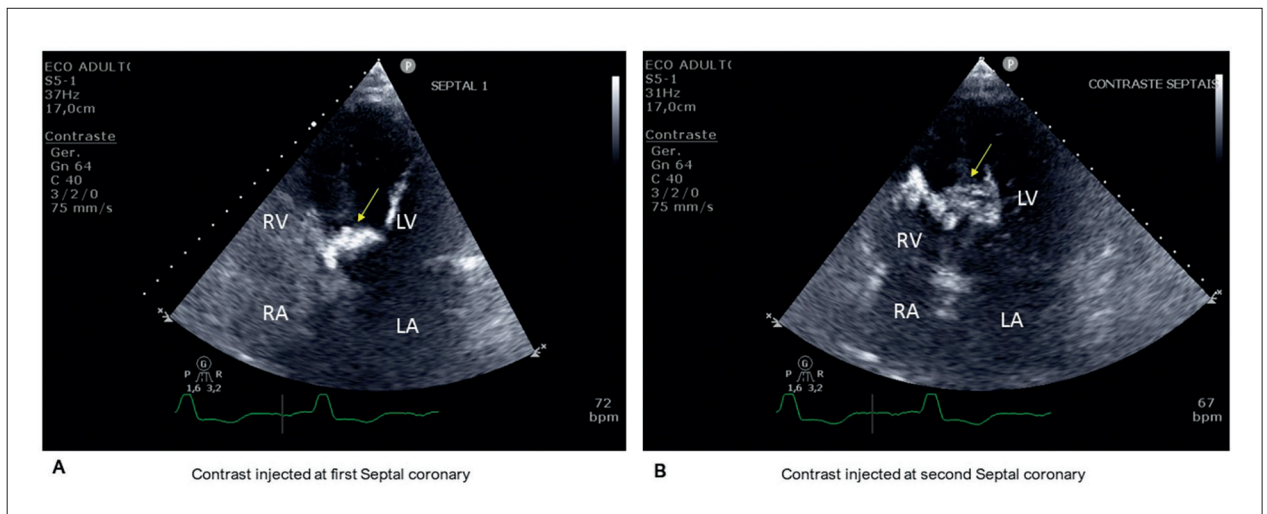 ECO ADULTO
S5-1
37Hz
17,0cm
Contraste
Ger.
Gn 64
C 40
3/2/0
75 mm/s
P
SEPTAL 1
RV
LV
RA
LA
G
P R
1,6 3,2
72
bpm
A
Contrast injected at first Septal coronary
ECO ADULTO
S5-1
31Hz
17,0cm
Contraste
Ger.
Gn 64
C 40
3/2/0
75 mm/s
P
CONTRASTE SEPTAIS
LV
RV
RA
LA
G
P R
1,6 3,2
67
bpm
B
Contrast injected at second Septal coronary